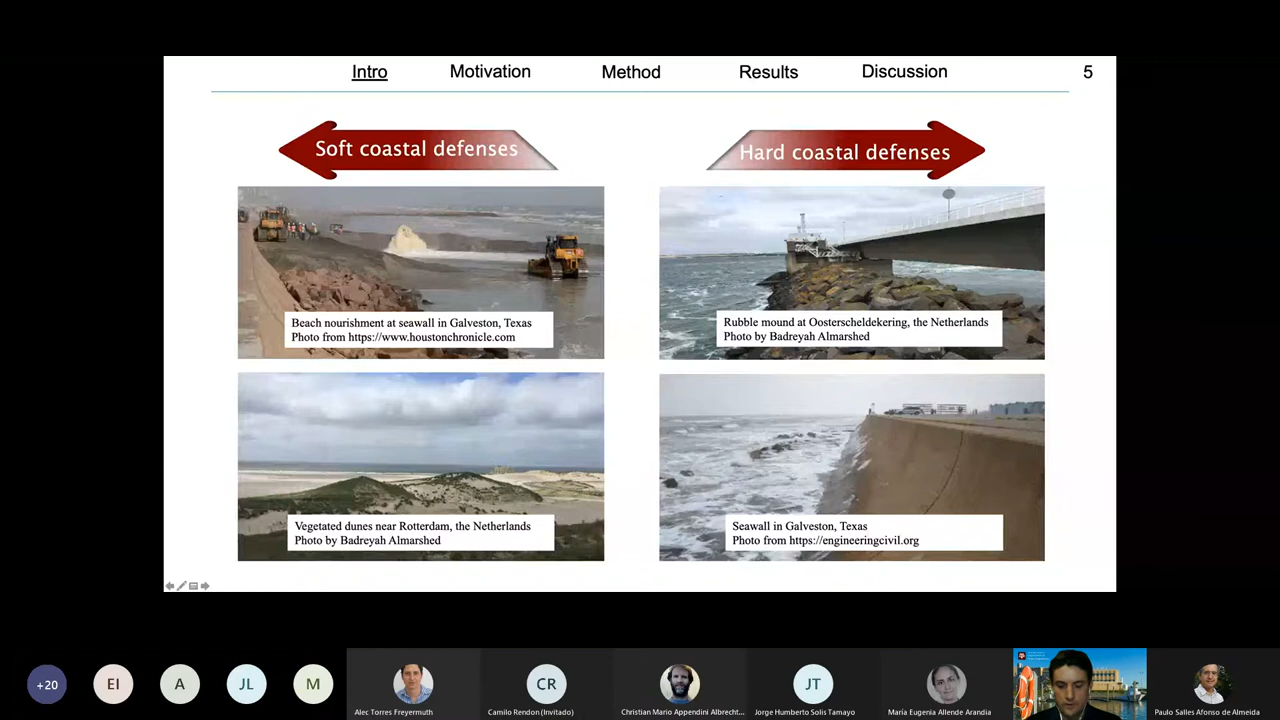 Intro Motivation Method Results Discussion 5
Soft coastal defenses
Hard coastal defenses
Beach nourishment at seawall in Galveston, Texas
Photo from https://www.houstonchronicle.com
Rubble mound at Oosterscheldekering, the Netherlands
Photo by Badreyah Almarshed
Vegetated dunes near Rotterdam, the Netherlands
Photo by Badreyah Almarshed
Seawall in Galveston, Texas
Photo from https://engineeringcivil.org
+20 EI A JL M CR JT
Alec Torres Freyermuth
Camilo Rendon (Invitado)
Christian Mario Appendini Albrecht...
Jorge Humberto Solis Tamayo
María Eugenia Allende Arandia
Paulo Salles Afonso de Almeida